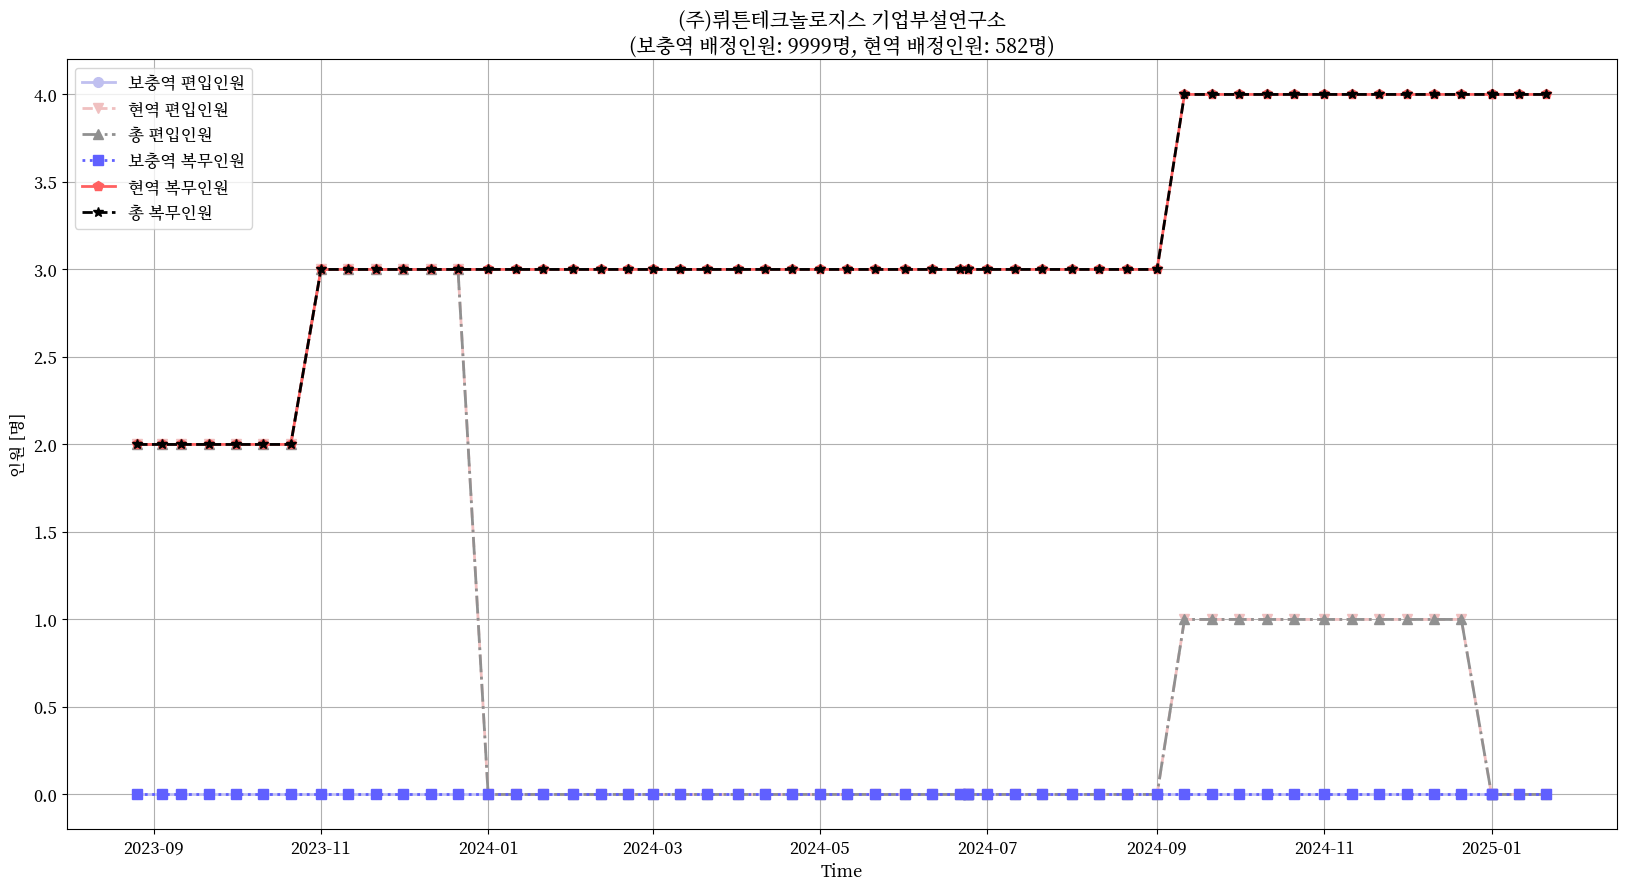 (주)뤼튼테크놀로지스 기업부설연구소
(보충역 배정인원: 9999명, 현역 배정인원: 582명)
보충역 편입인원
현역 편입인원
총 편입인원
보충역 복무인원
현역 복무인원
총 복무인원
4.0
3.5
3.0
2.5
2.0
1.5
1.0
0.5
0.0
인원 [명]
2023-09
2023-11
2024-01
2024-03
2024-05
2024-07
2024-09
2024-11
2025-01
Time